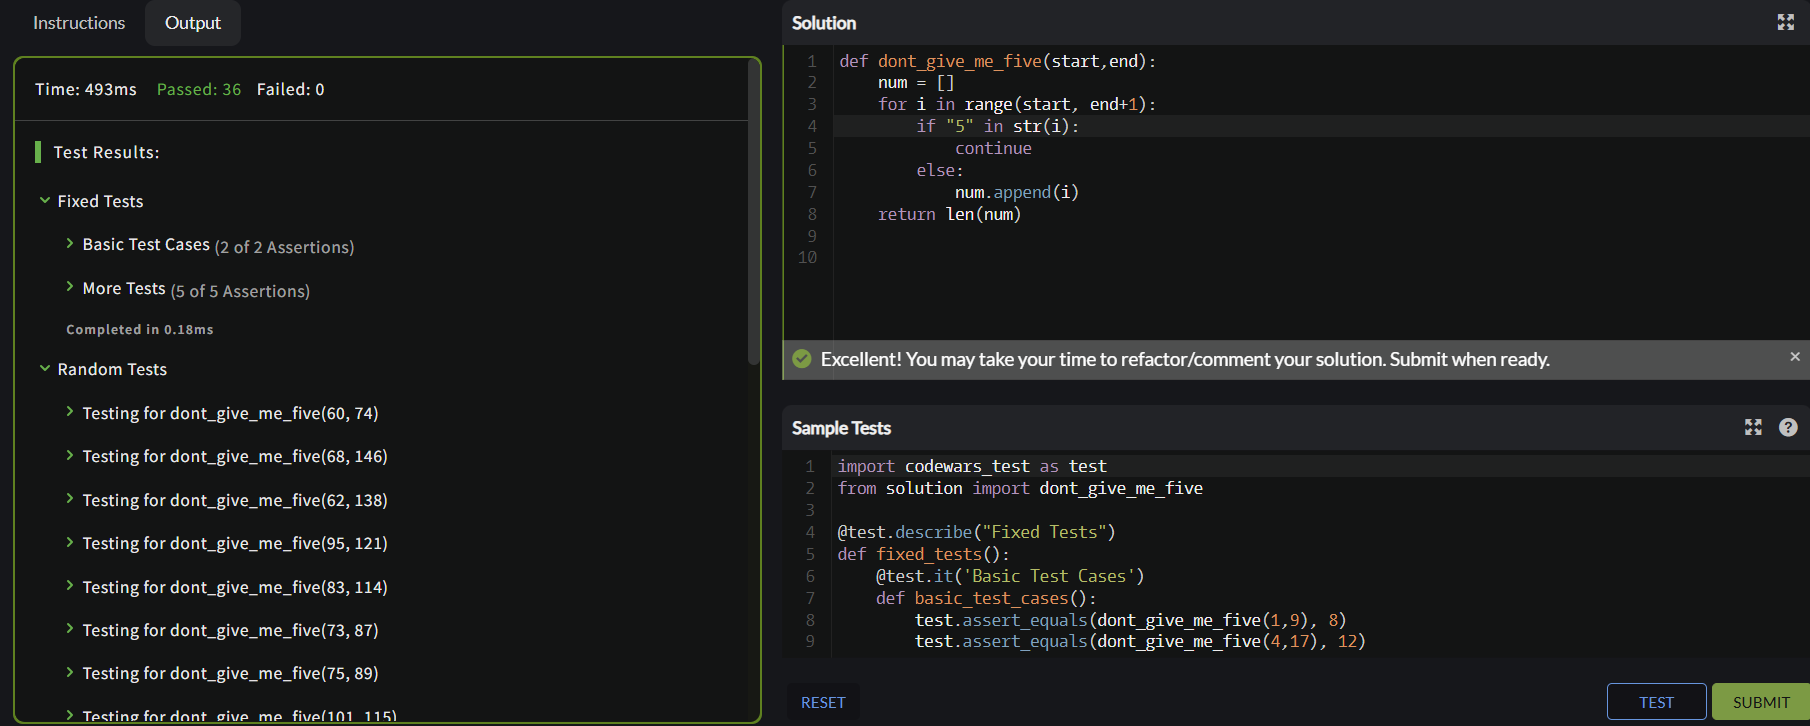 Instructions
Output
Time: 493ms Passed: 36 Failed: 0
Test Results:
Fixed Tests
Basic Test Cases (2 of 2 Assertions)
More Tests (5 of 5 Assertions)
Completed in 0.18ms
Random Tests
Testing for dont_give_me_five(60, 74)
Testing for dont_give_me_five(68, 146)
Testing for dont_give_me_five(62, 138)
Testing for dont_give_me_five(95, 121)
Testing for dont_give_me_five(83, 114)
Testing for dont_give_me_five(73, 87)
Testing for dont_give_me_five(75, 89)
Testing for dont_give_me_five(101, 115)
Solution
1 def dont_give_me_five(start,end):
2     num = []
3     for i in range(start, end+1):
4         if "5" in str(i):
5             continue
6         else:
7             num.append(i)
8     return len(num)
9
10
Excellent! You may take your time to refactor/comment your solution. Submit when ready.
×
Sample Tests
?
1 import codewars_test as test
2 from solution import dont_give_me_five
3
4 @test.describe("Fixed Tests")
5 def fixed_tests():
6     @test.it('Basic Test Cases')
7     def basic_test_cases():
8         test.assert_equals(dont_give_me_five(1,9), 8)
9         test.assert_equals(dont_give_me_five(4,17), 12)
RESET
TEST
SUBMIT